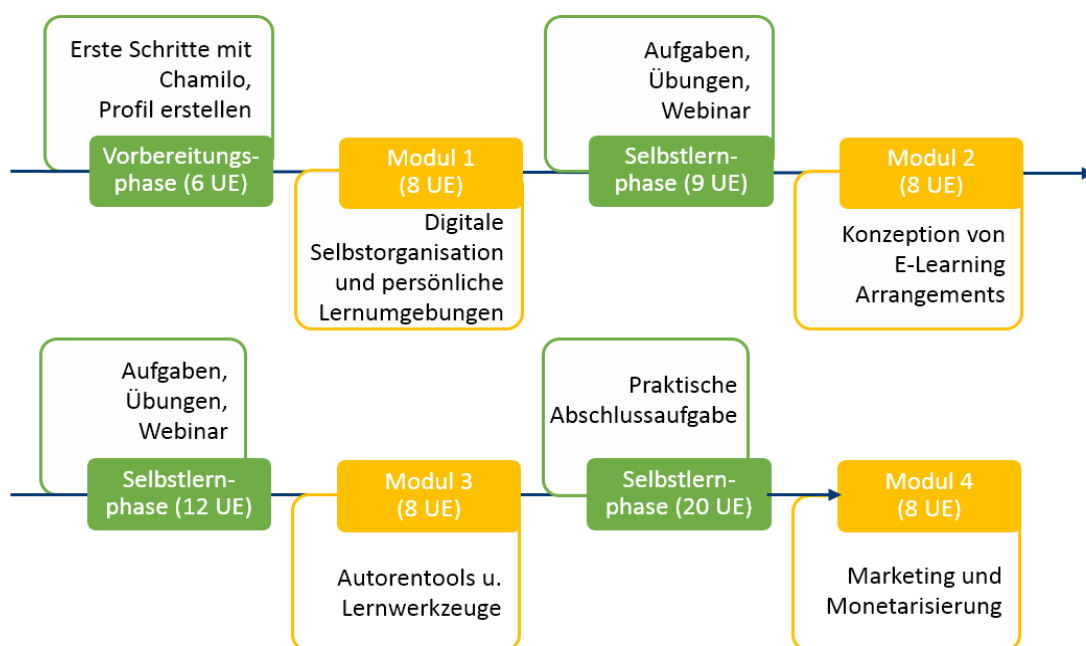 Erste Schritte mit
Chamilo,
Profil erstellen
Vorbereitungs-
phase (6 UE)
Modul 1
(8 UE)
Digitale
Selbstorganisation
und persönliche
Lernumgebungen
Aufgaben,
Übungen,
Webinar
Selbstlern-
phase (9 UE)
Modul 2
(8 UE)
Konzeption von
E-Learning
Arrangements
Aufgaben,
Übungen,
Webinar
Selbstlern-
phase (12 UE)
Modul 3
(8 UE)
Autorentools u.
Lernwerkzeuge
Praktische
Abschlussaufgabe
Selbstlern-
phase (20 UE)
Modul 4
(8 UE)
Marketing und
Monetarisierung